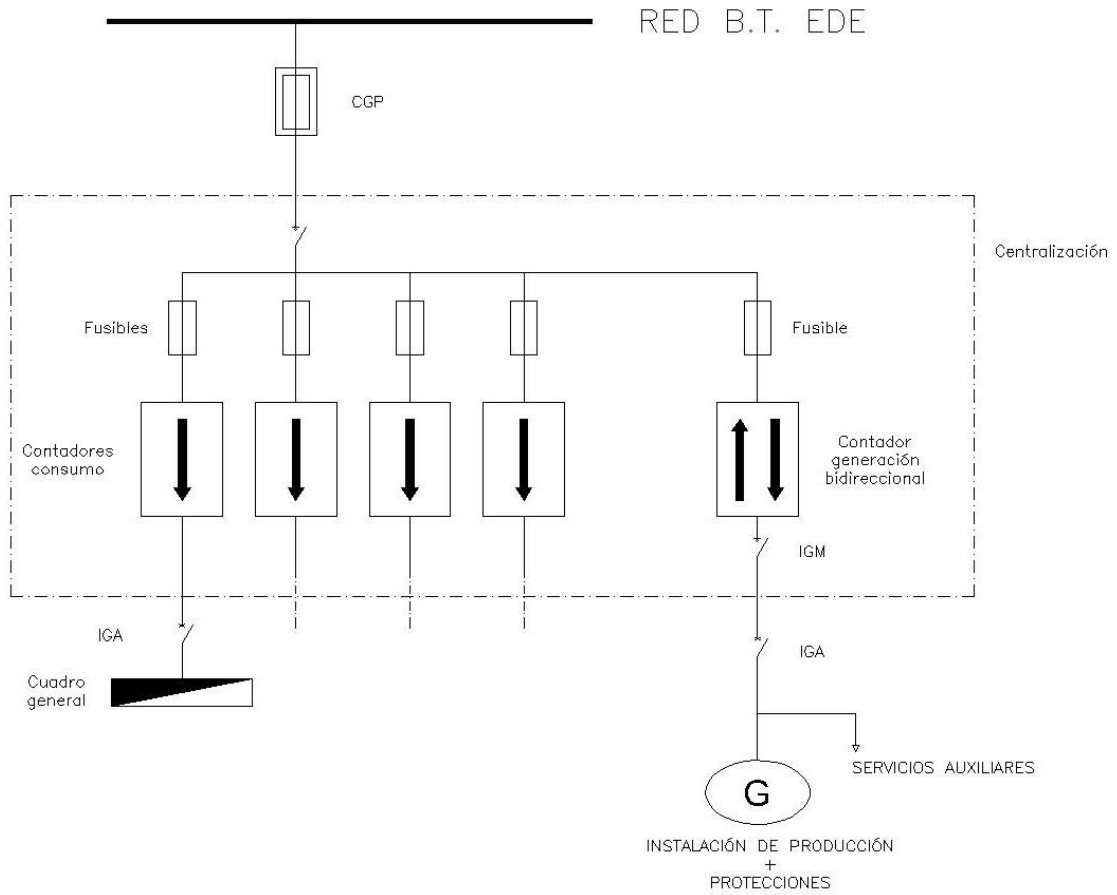 RED B.T. EDE
CGP
Centralización
Fusibles
Fusible
Contadores
consumo
Contador
generación
bidireccional
IGM
IGA
IGA
Cuadro
general
SERVICIOS AUXILIARES
G
INSTALACIÓN DE PRODUCCIÓN
+
PROTECCIONES